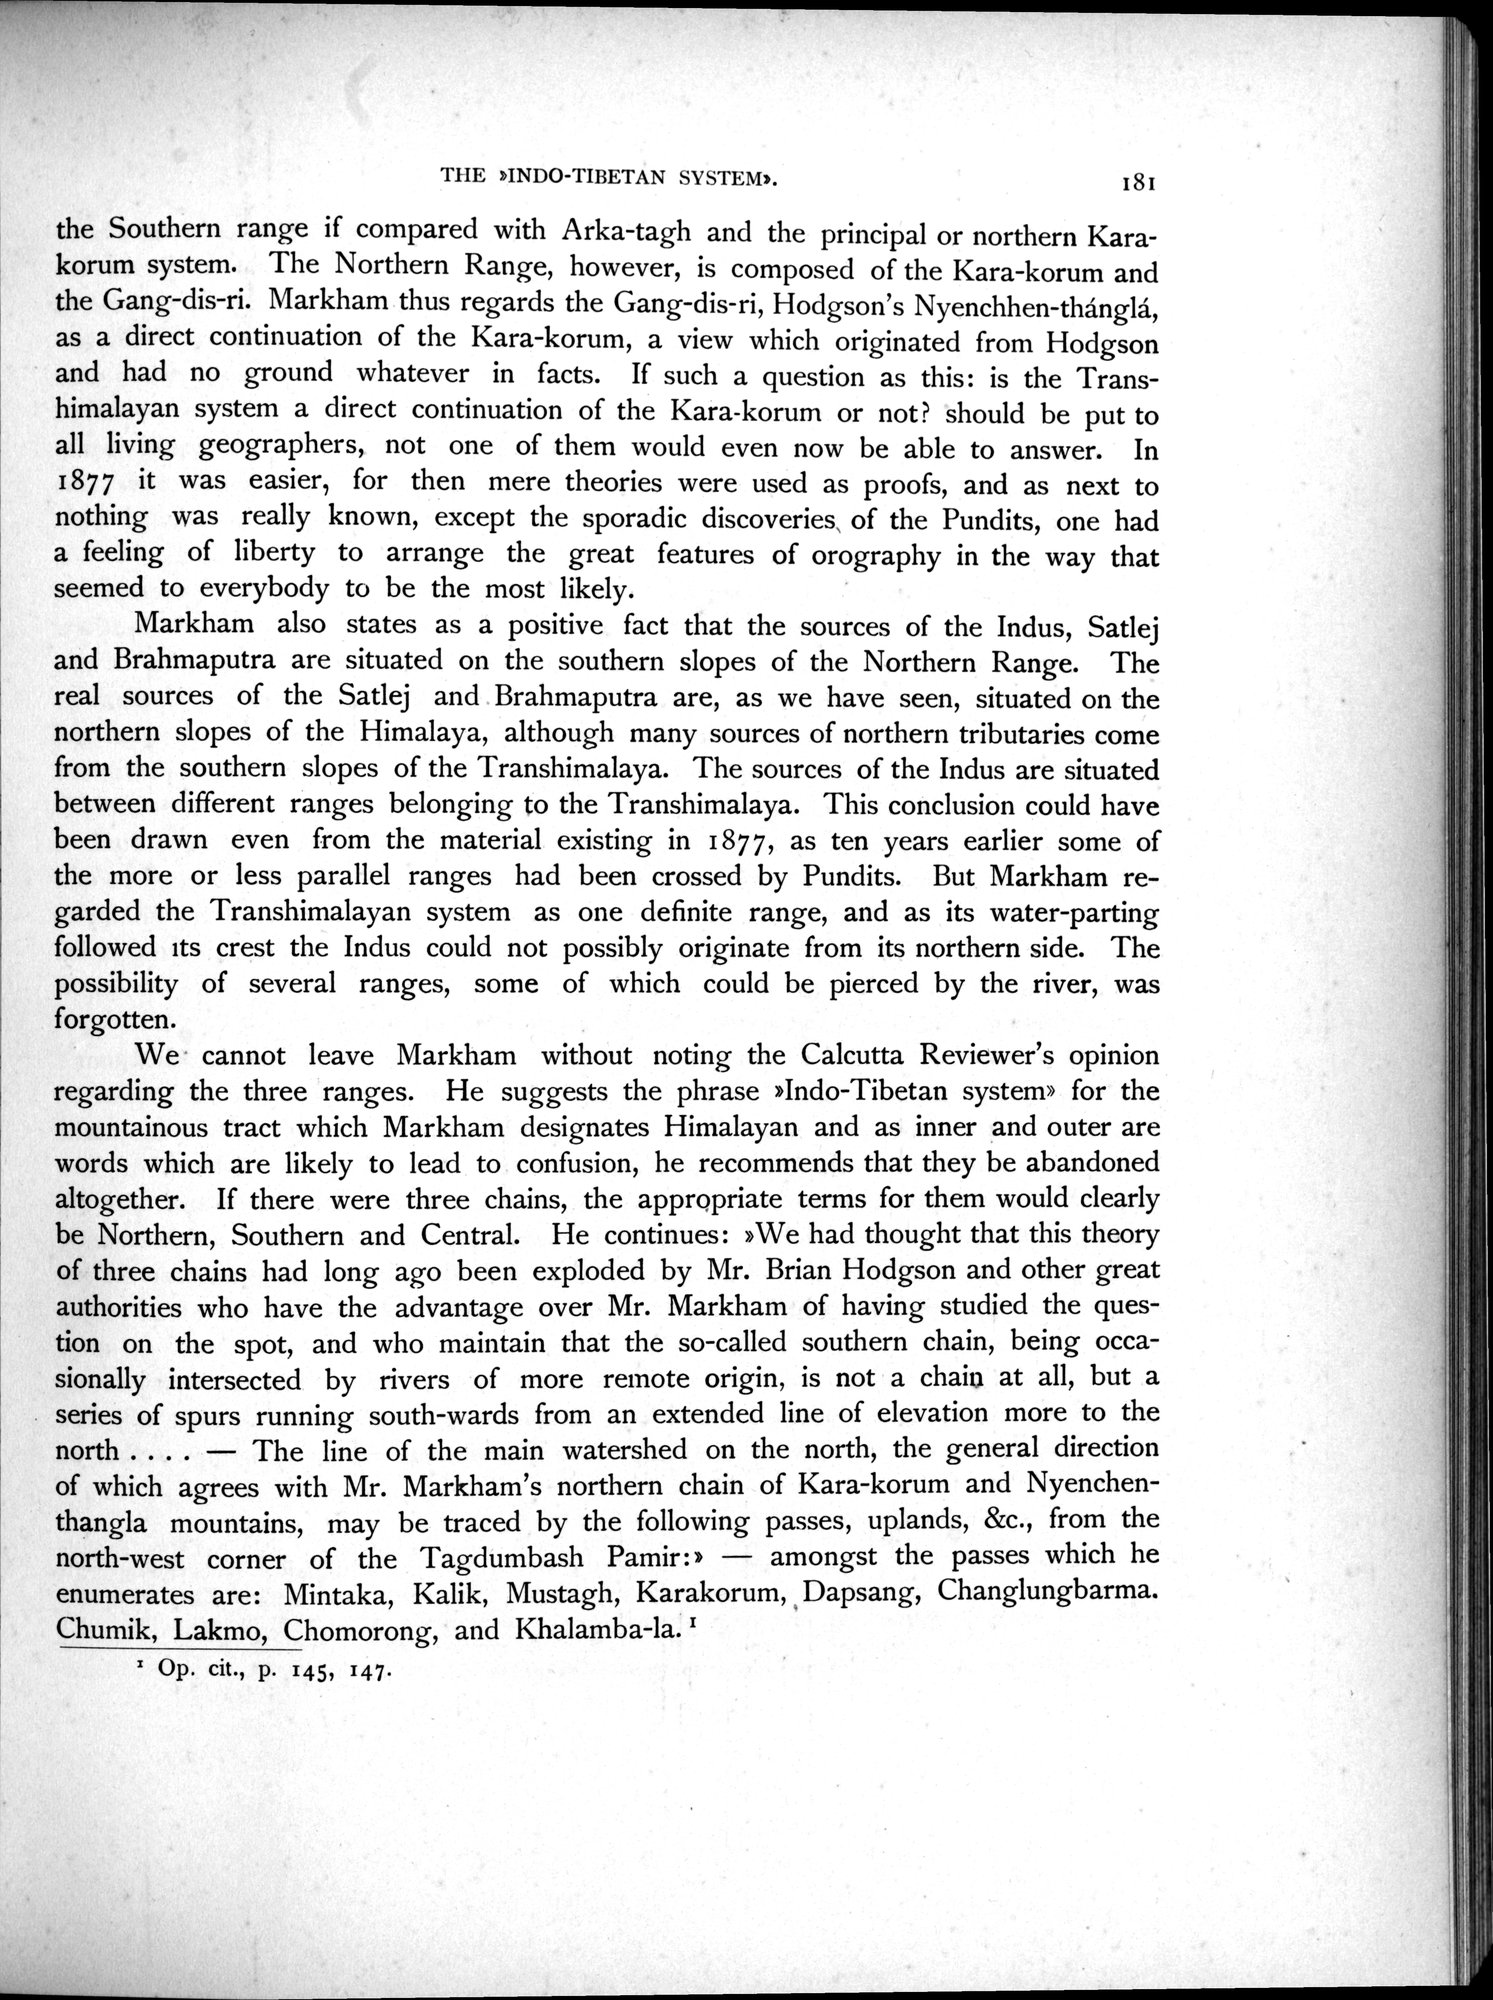 THE »INDO-TIBETAN SYSTEM». 181
the Southern range if compared with Arka-tagh and the principal or northern Kara-
korum system. The Northern Range, however, is composed of the Kara-korum and
the Gang-dis-ri. Markham thus regards the Gang-dis-ri, Hodgson's Nyenchhen-thánglá,
as a direct continuation of the Kara-korum, a view which originated from Hodgson
and had no ground whatever in facts. If such a question as this: is the Trans-
himalayan system a direct continuation of the Kara-korum or not? should be put to
all living geographers, not one of them would even now be able to answer. In
1877 it was easier, for then mere theories were used as proofs, and as next to
nothing was really known, except the sporadic discoveries of the Pundits, one had
a feeling of liberty to arrange the great features of orography in the way that
seemed to everybody to be the most likely.
Markham also states as a positive fact that the sources of the Indus, Satlej
and Brahmaputra are situated on the southern slopes of the Northern Range. The
real sources of the Satlej and Brahmaputra are, as we have seen, situated on the
northern slopes of the Himalaya, although many sources of northern tributaries come
from the southern slopes of the Transhimalaya. The sources of the Indus are situated
between different ranges belonging to the Transhimalaya. This conclusion could have
been drawn even from the material existing in 1877, as ten years earlier some of
the more or less parallel ranges had been crossed by Pundits. But Markham re-
garded the Transhimalayan system as one definite range, and as its water-parting
followed its crest the Indus could not possibly originate from its northern side. The
possibility of several ranges, some of which could be pierced by the river, was
forgotten.
We cannot leave Markham without noting the Calcutta Reviewer's opinion
regarding the three ranges. He suggests the phrase »Indo-Tibetan system» for the
mountainous tract which Markham designates Himalayan and as inner and outer are
words which are likely to lead to confusion, he recommends that they be abandoned
altogether. If there were three chains, the appropriate terms for them would clearly
be Northern, Southern and Central. He continues: »We had thought that this theory
of three chains had long ago been exploded by Mr. Brian Hodgson and other great
authorities who have the advantage over Mr. Markham of having studied the ques-
tion on the spot, and who maintain that the so-called southern chain, being occa-
sionally intersected by rivers of more remote origin, is not a chain at all, but a
series of spurs running south-wards from an extended line of elevation more to the
north . . . . — The line of the main watershed on the north, the general direction
of which agrees with Mr. Markham's northern chain of Kara-korum and Nyenchen-
thangla mountains, may be traced by the following passes, uplands, &c., from the
north-west corner of the Tagdumbash Pamir:» — amongst the passes which he
enumerates are: Mintaka, Kalik, Mustagh, Karakorum, Dapsang, Changlungbarma.
Chumik, Lakmo, Chomorong, and Khalamba-la. ¹
¹ Op. cit., p. 145, 147.